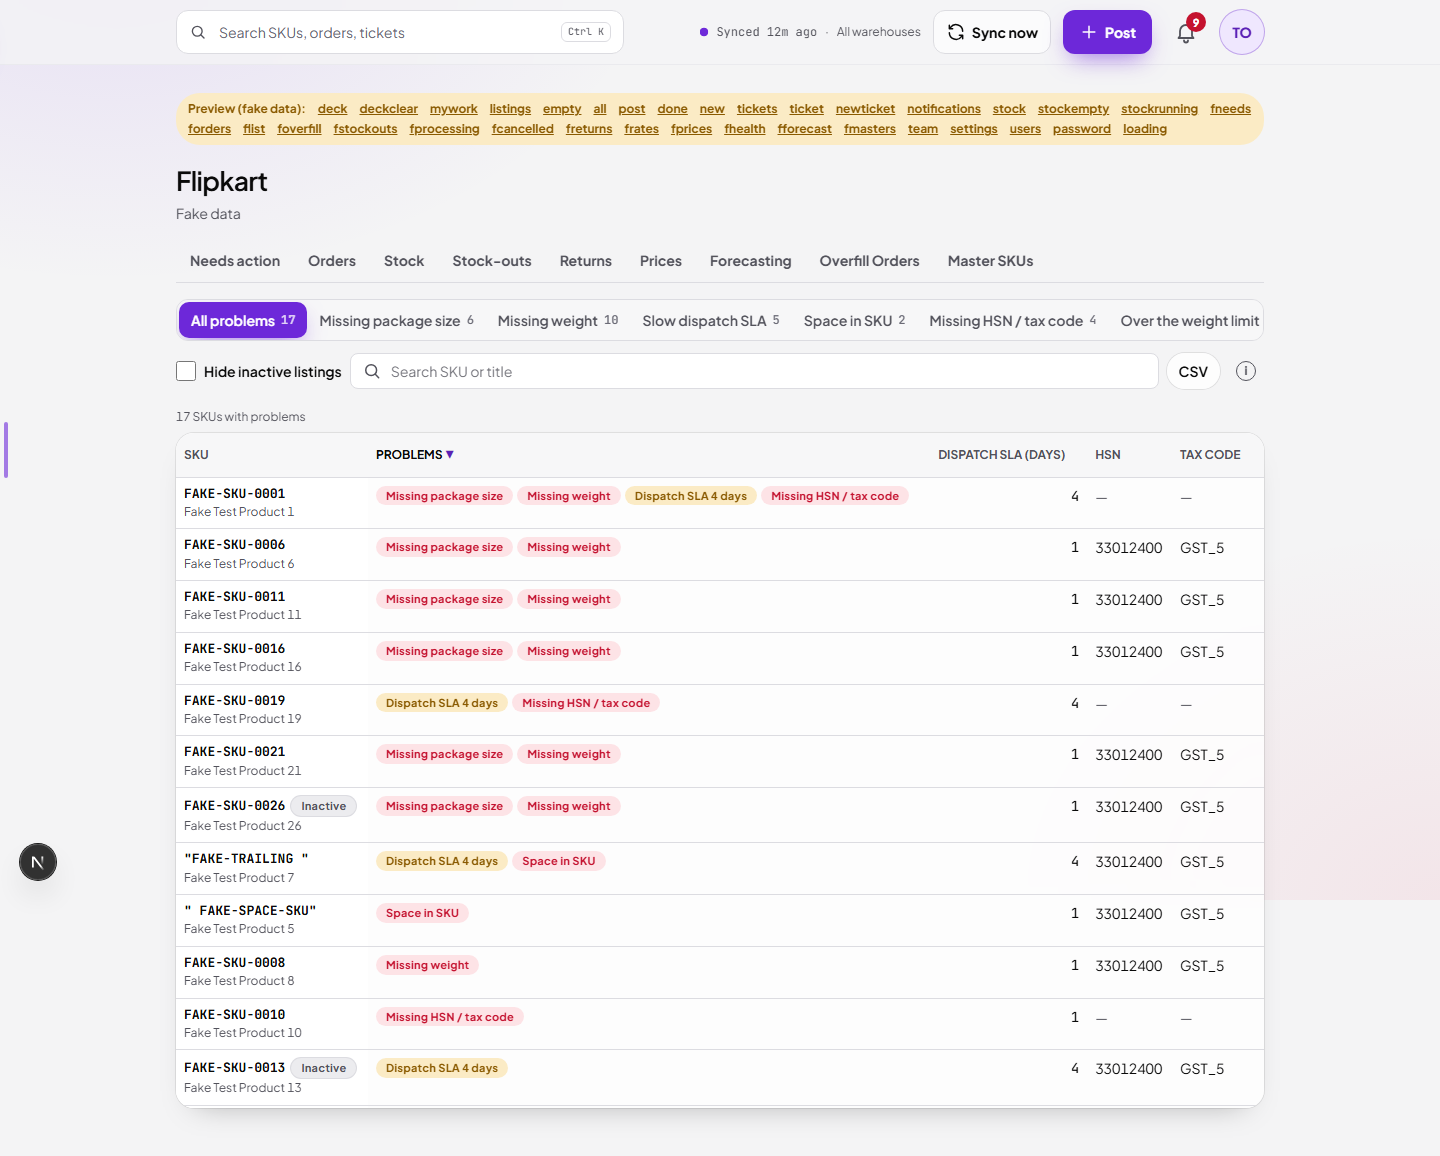 Search SKUs, orders, tickets Ctrl K Synced 12m ago · All warehouses Sync now + Post 9 TO
Preview (fake data): deck deckclear mywork listings empty all post done new tickets ticket newticket notifications stock stockempty stockrunning fneeds
forders flist foverfill fstockouts fprocessing fcancelled freturns frates fprices fhealth fforecast fmasters team settings users password loading
Flipkart
Fake data
Needs action Orders Stock Stock-outs Returns Prices Forecasting Overfill Orders Master SKUs
All problems 17 Missing package size 6 Missing weight 10 Slow dispatch SLA 5 Space in SKU 2 Missing HSN / tax code 4 Over the weight limit
Hide inactive listings Search SKU or title CSV i
17 SKUs with problems
SKU PROBLEMS ▼ DISPATCH SLA (DAYS) HSN TAX CODE
FAKE-SKU-0001 Missing package size Missing weight Dispatch SLA 4 days Missing HSN / tax code 4 — —
Fake Test Product 1
FAKE-SKU-0006 Missing package size Missing weight 1 33012400 GST_5
Fake Test Product 6
FAKE-SKU-0011 Missing package size Missing weight 1 33012400 GST_5
Fake Test Product 11
FAKE-SKU-0016 Missing package size Missing weight 1 33012400 GST_5
Fake Test Product 16
FAKE-SKU-0019 Dispatch SLA 4 days Missing HSN / tax code 4 — —
Fake Test Product 19
FAKE-SKU-0021 Missing package size Missing weight 1 33012400 GST_5
Fake Test Product 21
FAKE-SKU-0026 Inactive Missing package size Missing weight 1 33012400 GST_5
Fake Test Product 26
"FAKE-TRAILING " Dispatch SLA 4 days Space in SKU 4 33012400 GST_5
Fake Test Product 7
" FAKE-SPACE-SKU" Space in SKU 1 33012400 GST_5
Fake Test Product 5
FAKE-SKU-0008 Missing weight 1 33012400 GST_5
Fake Test Product 8
FAKE-SKU-0010 Missing HSN / tax code 1 — —
Fake Test Product 10
FAKE-SKU-0013 Inactive Dispatch SLA 4 days 4 33012400 GST_5
Fake Test Product 13
N